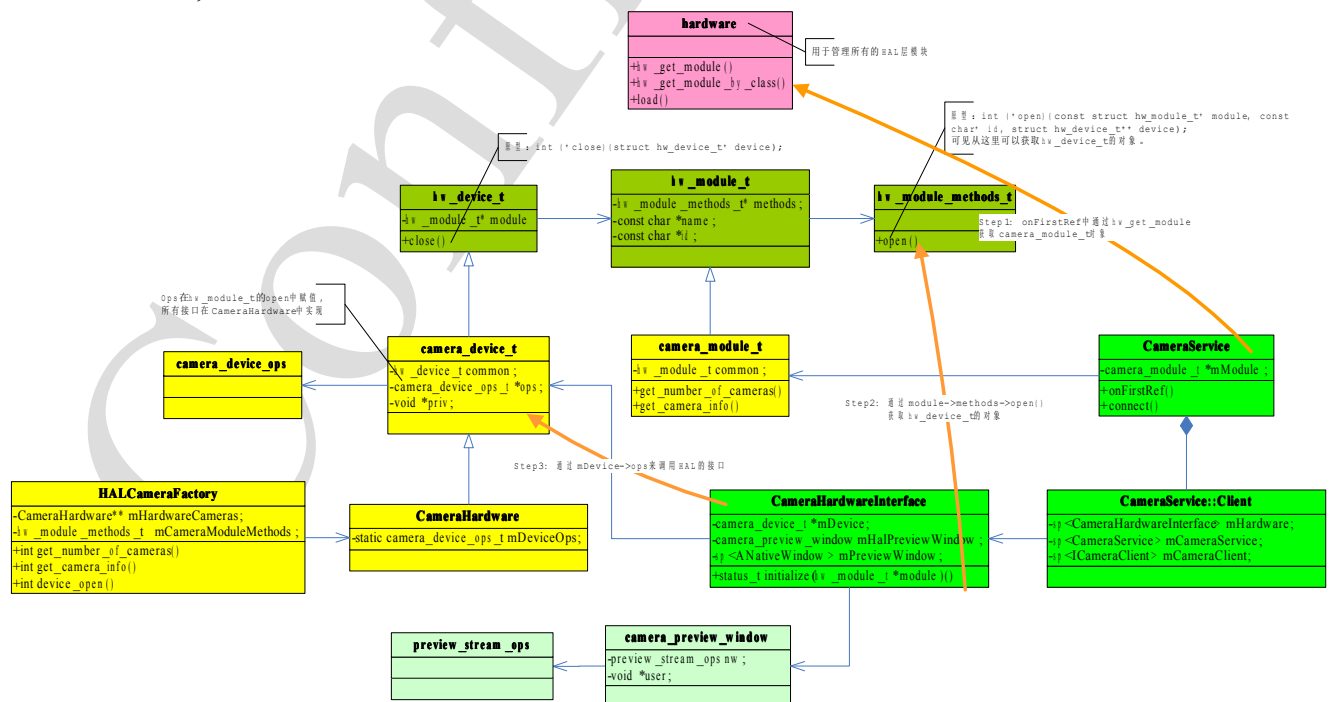 hardware
用于管理所有的HAL层模块
+hw_get_module()
+hw_get_module_by_class()
+load()
原型：int (*open)(const struct hw_module_t* module, const
char* id, struct hw_device_t** device);
可见从这里可以获取hw_device_t的对象。
原型：int (*close)(struct hw_device_t* device);
hw_device_t
-hw_module_t* module
+close()
hw_module_t
-hw_module_methods_t* methods;
-const char *name;
-const char *id;
hw_module_methods_t
+open()
Step1: onFirstRef中通过hw_get_module
获取camera_module_t对象
Ops在hw_module_t的open中赋值，
所有接口在CameraHardware中实现
camera_device_ops
camera_device_t
-hw_device_t common;
-camera_device_ops_t *ops;
-void *priv;
camera_module_t
-hw_module_t common;
+get_number_of_cameras()
+get_camera_info()
CameraService
-camera_module_t *mModule;
+onFirstRef()
+connect()
Step2: 通过module->methods->open()
获取hw_device_t的对象
Step3: 通过mDevice->ops来调用HAL的接口
HALCameraFactory
-CameraHardware** mHardwareCameras;
-hw_module_methods_t mCameraModuleMethods;
+int get_number_of_cameras()
+int get_camera_info()
+int device_open()
CameraHardware
-static camera_device_ops_t mDeviceOps;
CameraHardwareInterface
-camera_device_t *mDevice;
-camera_preview_window mHalPreviewWindow;
-sp<ANativeWindow> mPreviewWindow;
+status_t initialize(hw_module_t *module)()
CameraService::Client
-sp<CameraHardwareInterface> mHardware;
-sp<CameraService> mCameraService;
-sp<ICameraClient> mCameraClient;
preview_stream_ops
camera_preview_window
-preview_stream_ops nw;
-void *user;
Conf